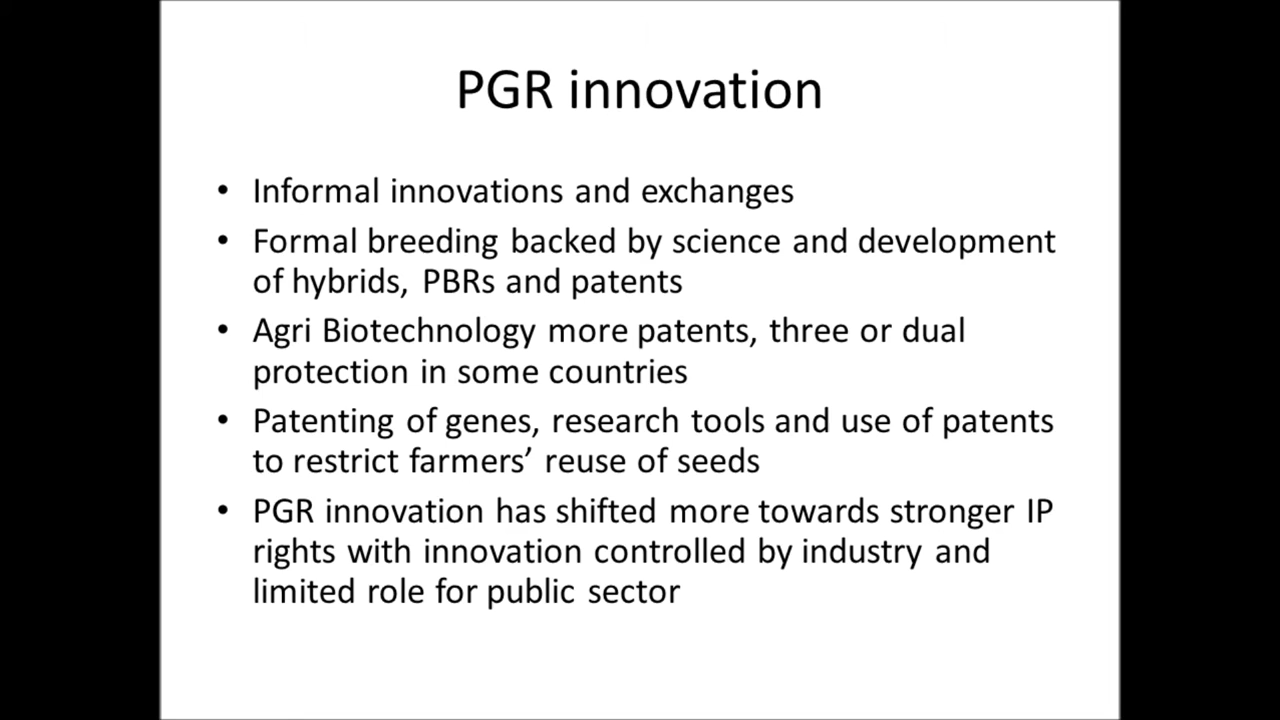 PGR innovation
• Informal innovations and exchanges
• Formal breeding backed by science and development
of hybrids, PBRs and patents
• Agri Biotechnology more patents, three or dual
protection in some countries
• Patenting of genes, research tools and use of patents
to restrict farmers’ reuse of seeds
• PGR innovation has shifted more towards stronger IP
rights with innovation controlled by industry and
limited role for public sector